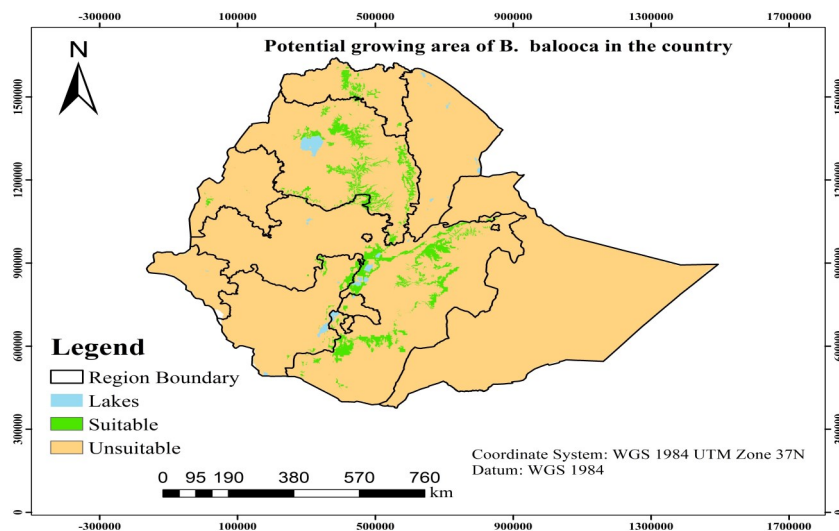 -100000 100000 500000 900000 1300000 1700000
Potential growing area of B. balooca in the country
N
1500000
1200000
900000
600000
300000
0
Legend
Region Boundary
Lakes
Suitable
Unsuitable
Coordinate System: WGS 1984 UTM Zone 37N
Datum: WGS 1984
0 95 190 380 570 760
km
-300000 100000 500000 900000 1300000 1700000